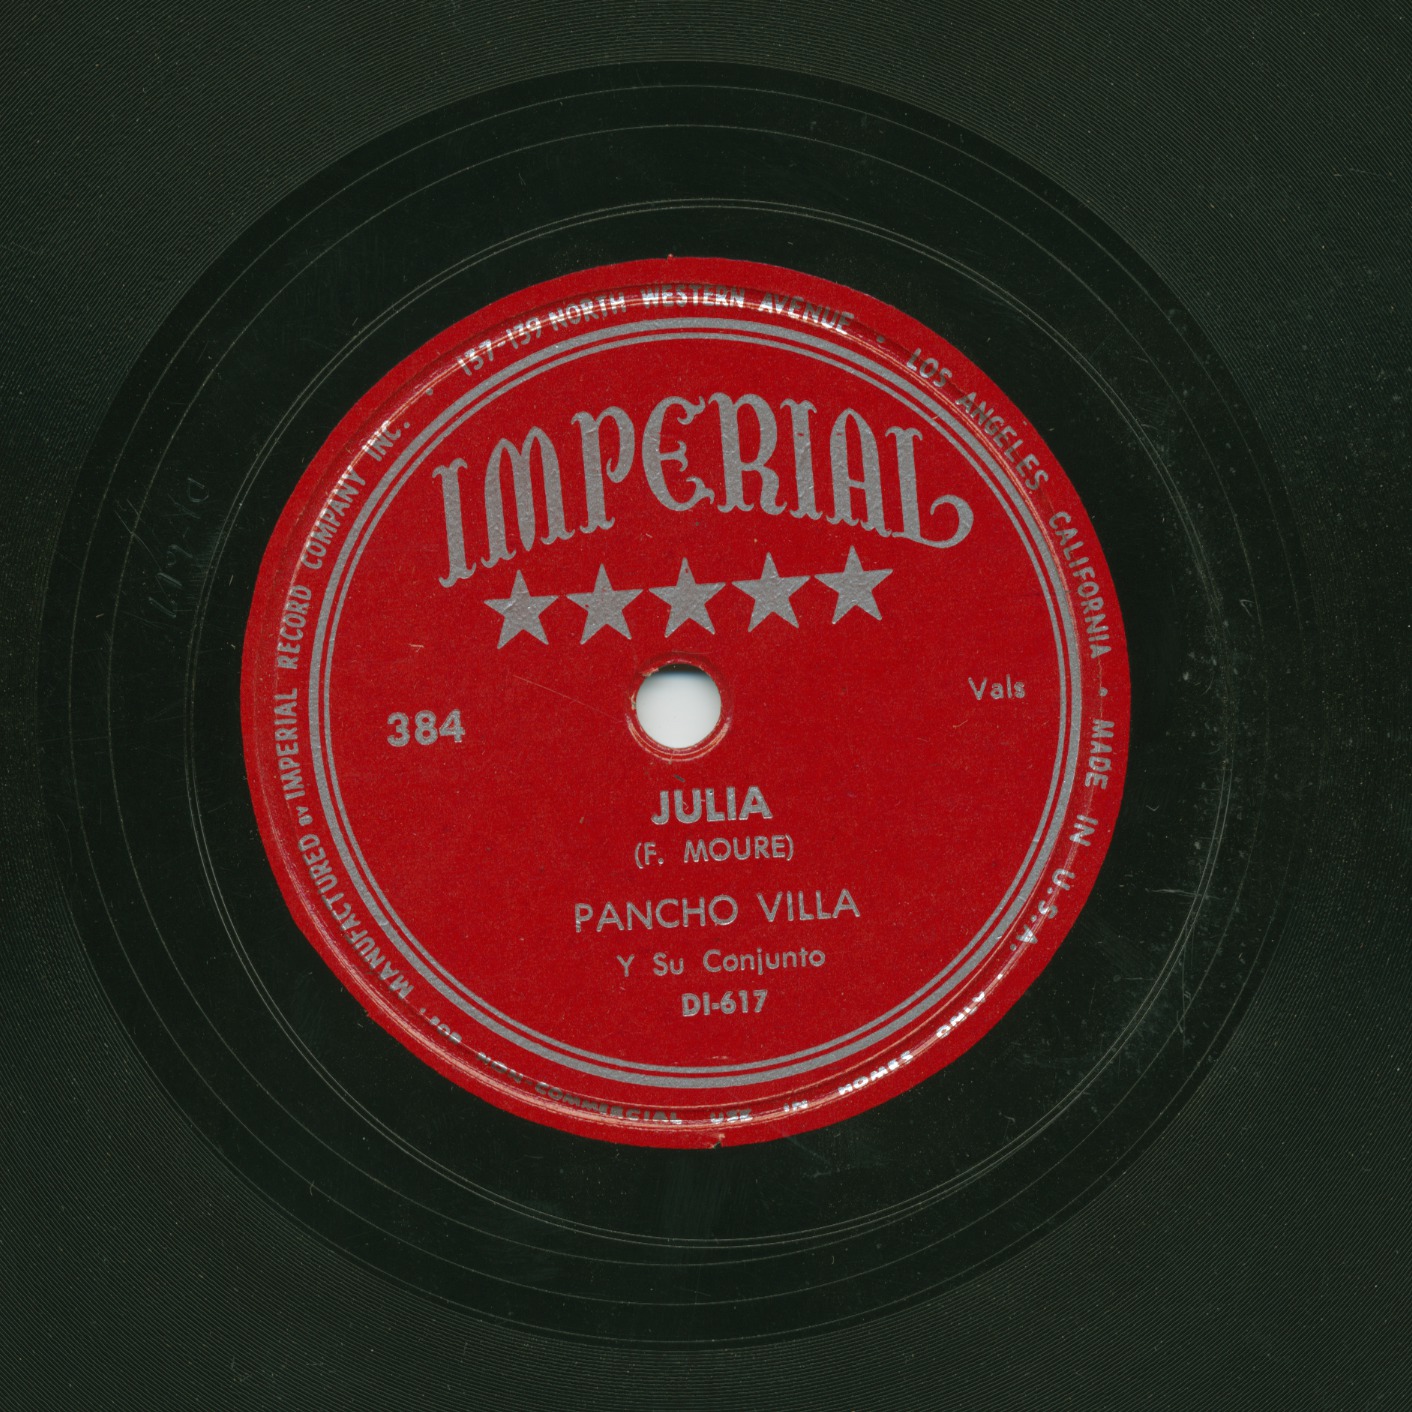 IMPERIAL
384
Vals
JULIA
(F. MOURE)
PANCHO VILLA
Y Su Conjunto
DI-617
MANUFACTURED BY IMPERIAL RECORD COMPANY INC. • 137-139 NORTH WESTERN AVENUE • LOS ANGELES CALIFORNIA • MADE IN U.S.A.
COMMERCIAL USE IN HOMES